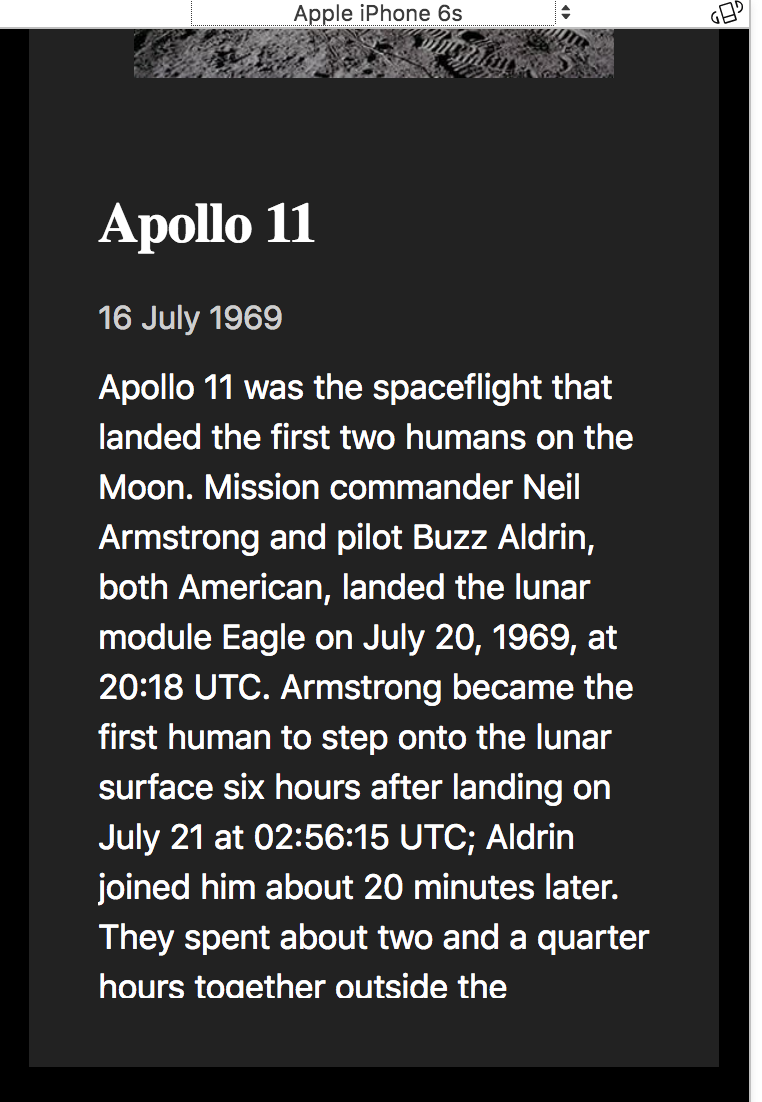 Apple iPhone 6s
Apollo 11
16 July 1969
Apollo 11 was the spaceflight that
landed the first two humans on the
Moon. Mission commander Neil
Armstrong and pilot Buzz Aldrin,
both American, landed the lunar
module Eagle on July 20, 1969, at
20:18 UTC. Armstrong became the
first human to step onto the lunar
surface six hours after landing on
July 21 at 02:56:15 UTC; Aldrin
joined him about 20 minutes later.
They spent about two and a quarter
hours together outside the